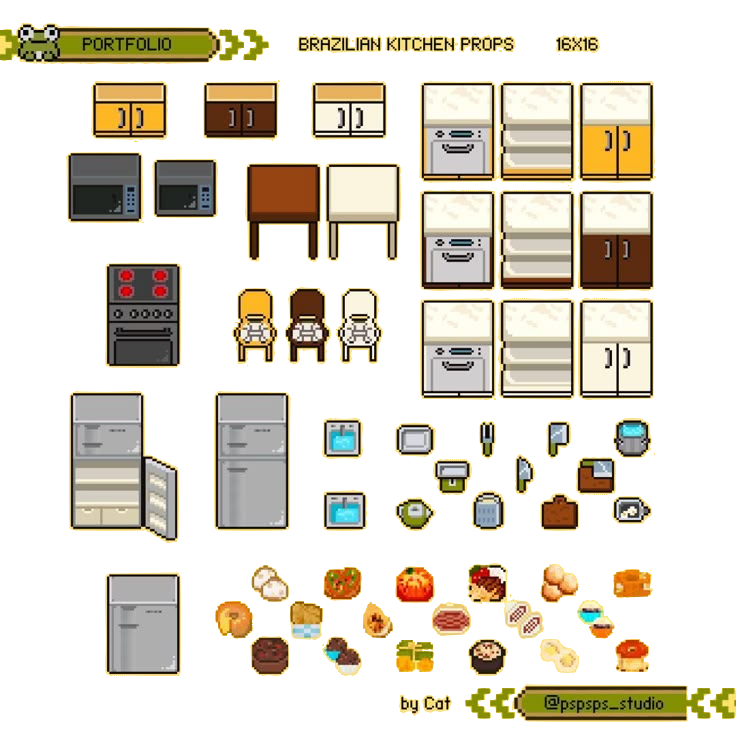 PORTFOLIO
BRAZILIAN KITCHEN PROPS
16X16
by Cat
@pspsps_studio